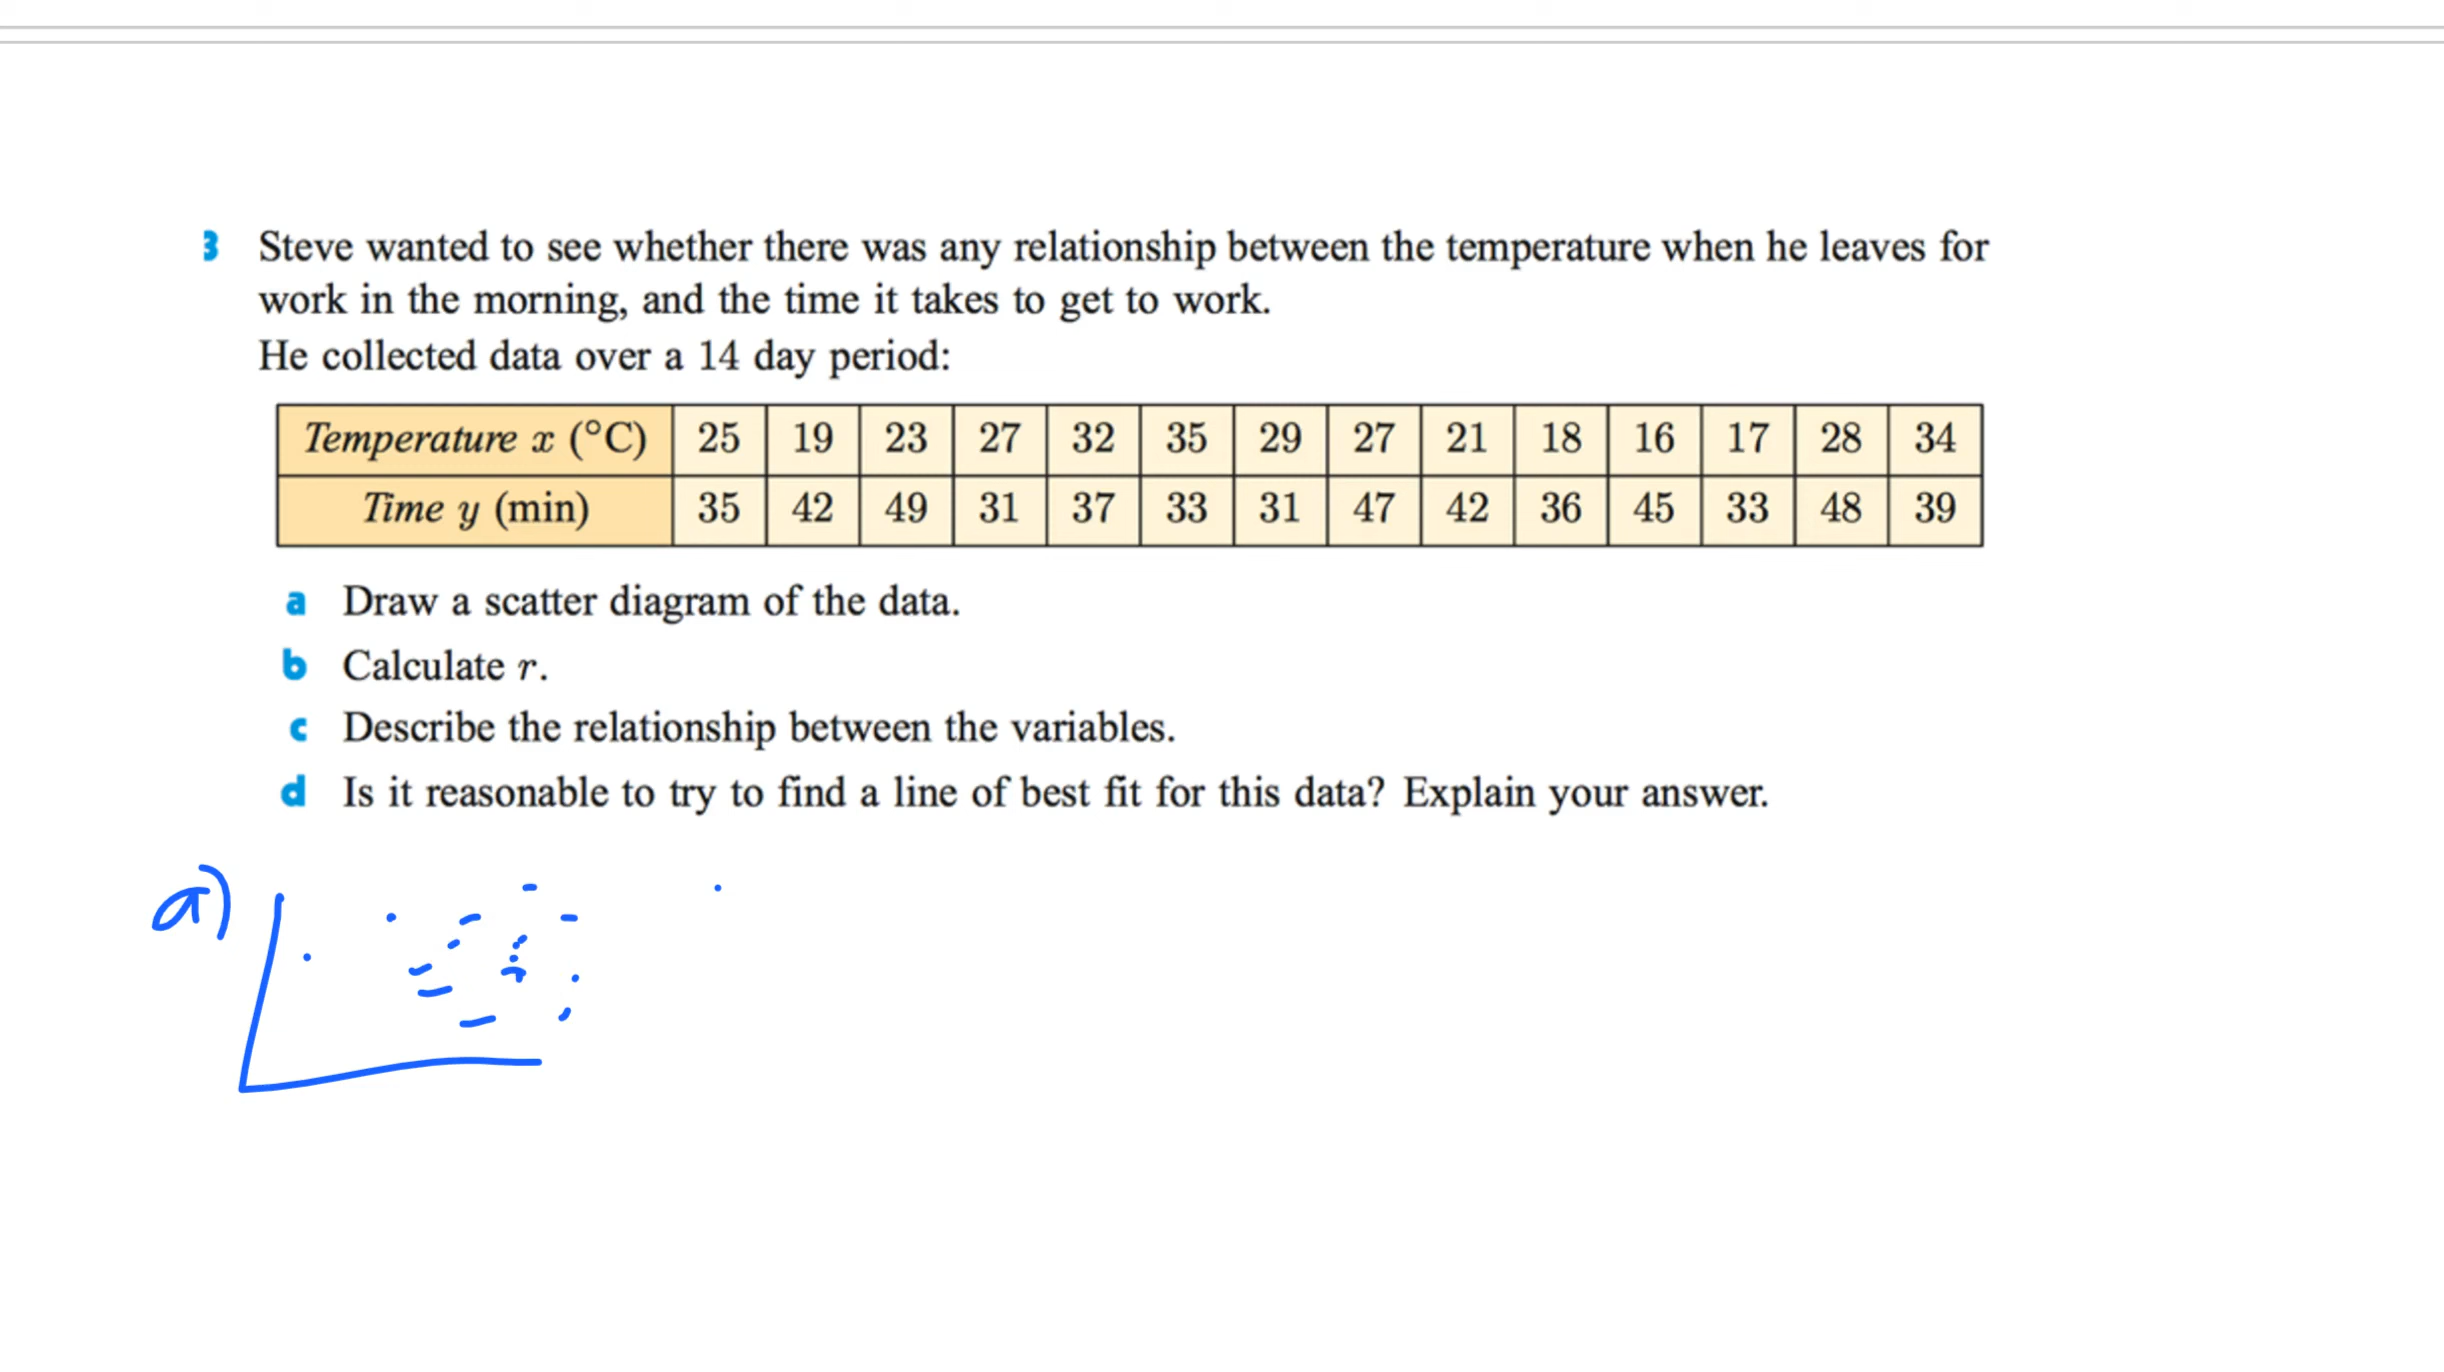 3 Steve wanted to see whether there was any relationship between the temperature when he leaves for
work in the morning, and the time it takes to get to work.
He collected data over a 14 day period:
Temperature x (°C) 25 19 23 27 32 35 29 27 21 18 16 17 28 34
Time y (min) 35 42 49 31 37 33 31 47 42 36 45 33 48 39
a Draw a scatter diagram of the data.
b Calculate r.
c Describe the relationship between the variables.
d Is it reasonable to try to find a line of best fit for this data? Explain your answer.
a)